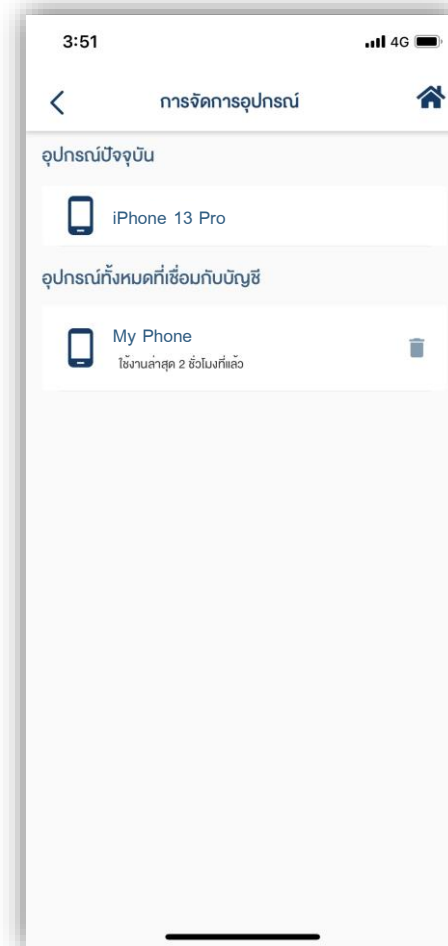 3:51
4G
การจัดการอุปกรณ์
อุปกรณ์ปัจจุบัน
iPhone 13 Pro
อุปกรณ์ทั้งหมดที่เชื่อมกับบัญชี
My Phone
ใช้งานล่าสุด 2 ชั่วโมงที่แล้ว